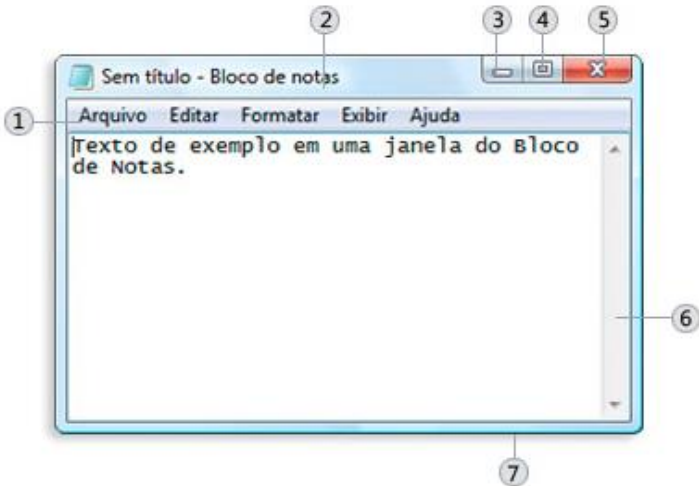 2 3 4 5
Sem título - Bloco de notas
1
Arquivo Editar Formatar Exibir Ajuda
Texto de exemplo em uma janela do Bloco
de Notas.
6
7